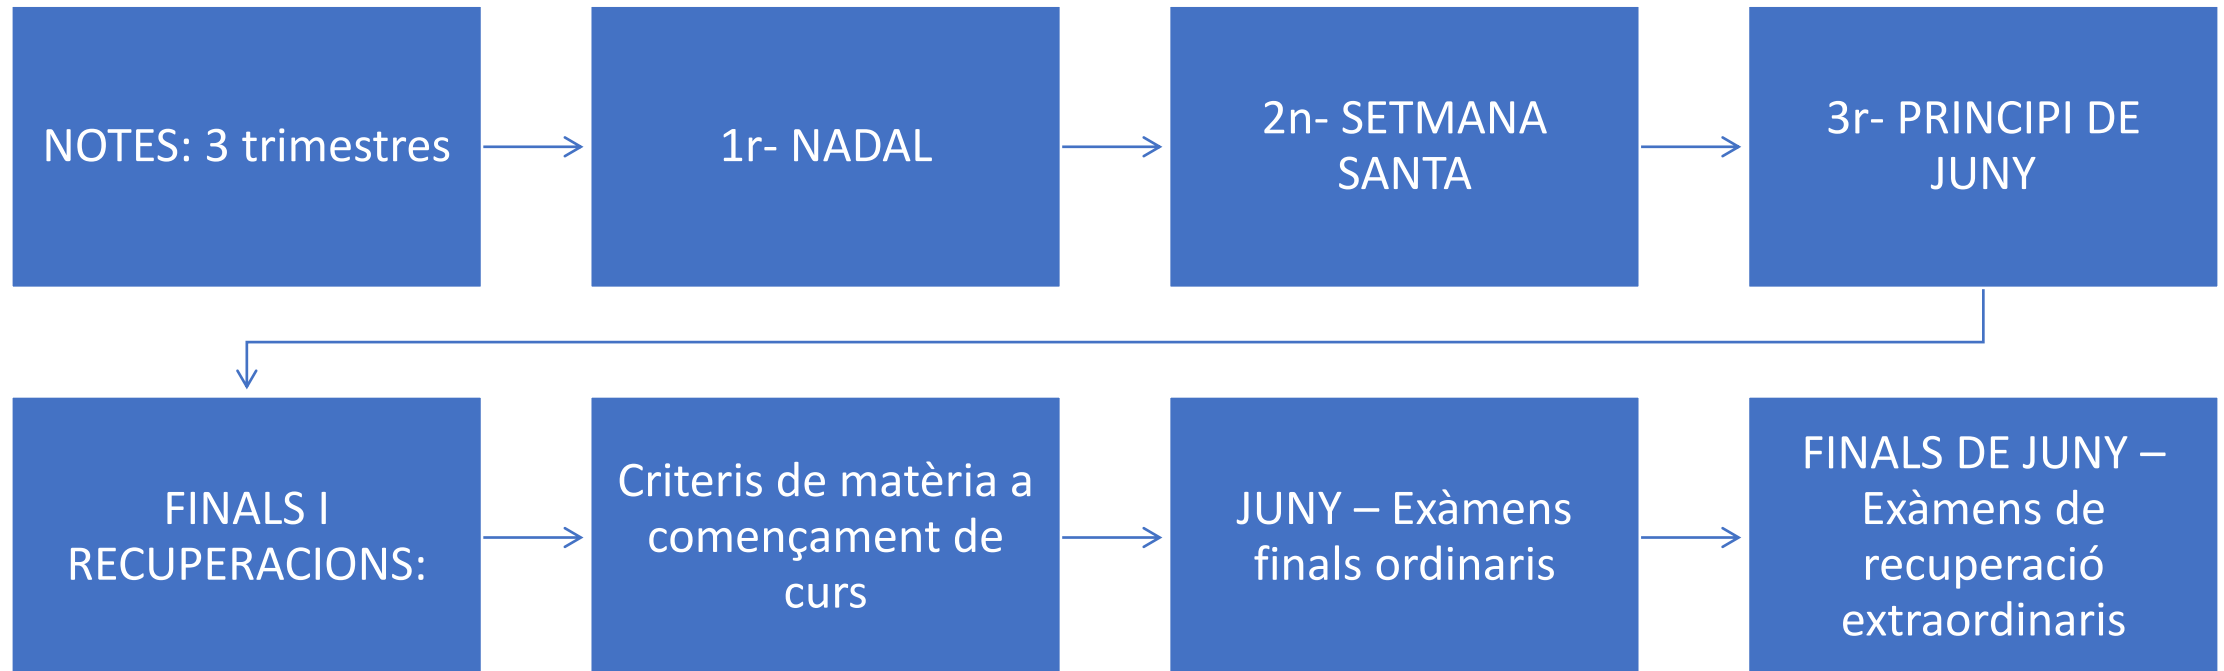 NOTES: 3 trimestres
1r- NADAL
2n- SETMANA
SANTA
3r- PRINCIPI DE
JUNY
FINALS I
RECUPERACIONS:
Criteris de matèria a
començament de
curs
JUNY – Exàmens
finals ordinaris
FINALS DE JUNY –
Exàmens de
recuperació
extraordinaris